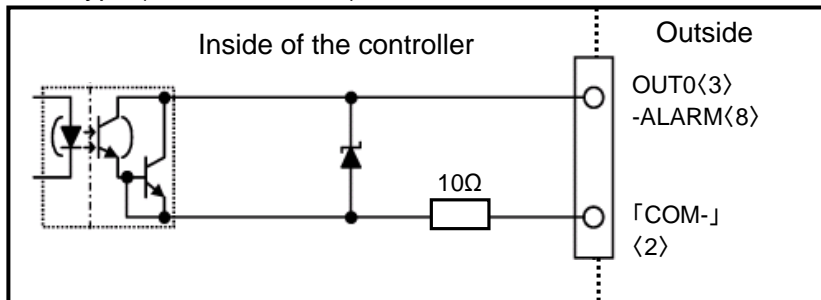 Inside of the controller
Outside
OUT0〈3〉
-ALARM〈8〉
10Ω
「COM-」
〈2〉